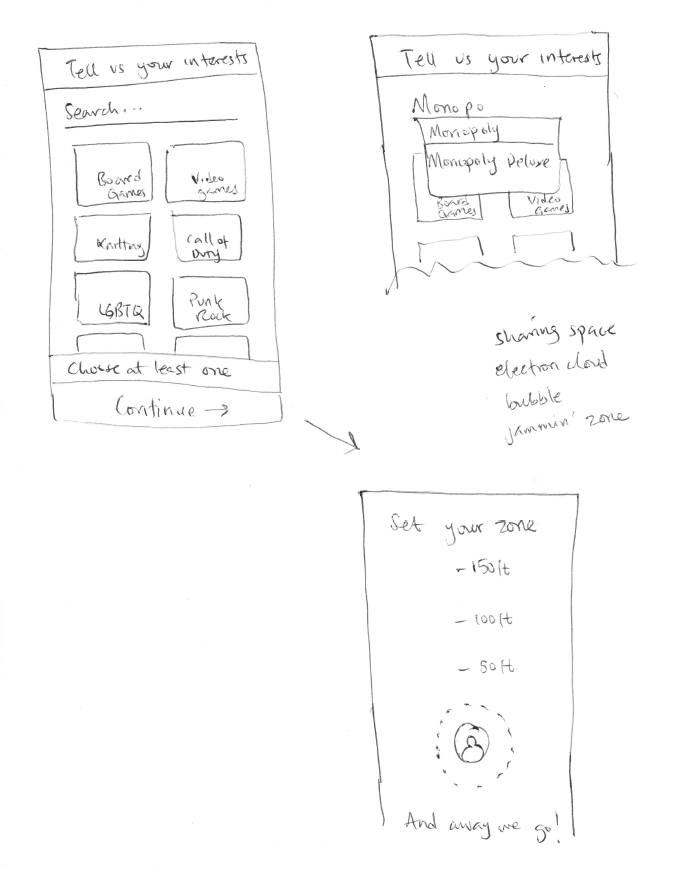 Tell us your interests
Search...
Board
Games
Video
games
Karting
Call of
Duty
LGBTQ
Punk
Rock
Choose at least one
Continue →
Tell us your interests
Monopo
Monopoly
Monopoly Deluxe
Board
Games
Video
Games
sharing space
electron cloud
bubble
jammin' zone
Set your zone
- 150ft
- 100ft
- 50ft
And away we go!